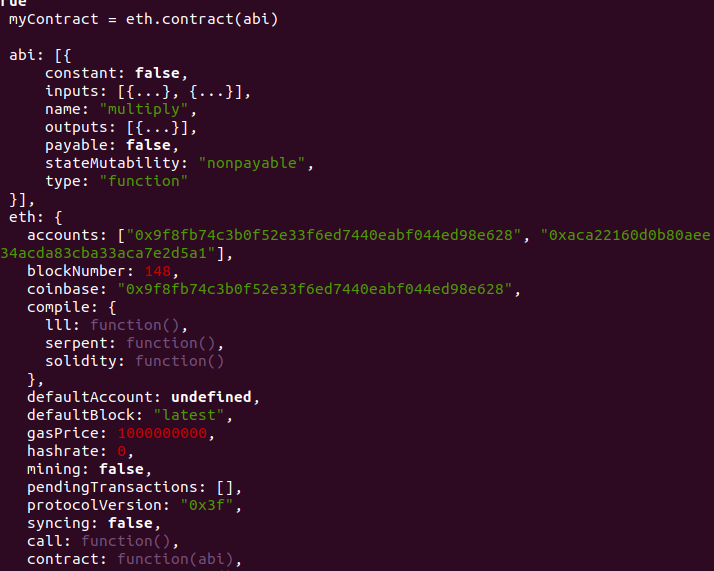 rue
myContract = eth.contract(abi)
abi: [{
constant: false,
inputs: [{...}, {...}],
name: "multiply",
outputs: [{...}],
payable: false,
stateMutability: "nonpayable",
type: "function"
}],
eth: {
accounts: ["0x9f8fb74c3b0f52e33f6ed7440eabf044ed98e628", "0xaca22160d0b80aee
34acda83cba33aca7e2d5a1"],
blockNumber: 148,
coinbase: "0x9f8fb74c3b0f52e33f6ed7440eabf044ed98e628",
compile: {
lll: function(),
serpent: function(),
solidity: function()
},
defaultAccount: undefined,
defaultBlock: "latest",
gasPrice: 1000000000,
hashrate: 0,
mining: false,
pendingTransactions: [],
protocolVersion: "0x3f",
syncing: false,
call: function(),
contract: function(abi),